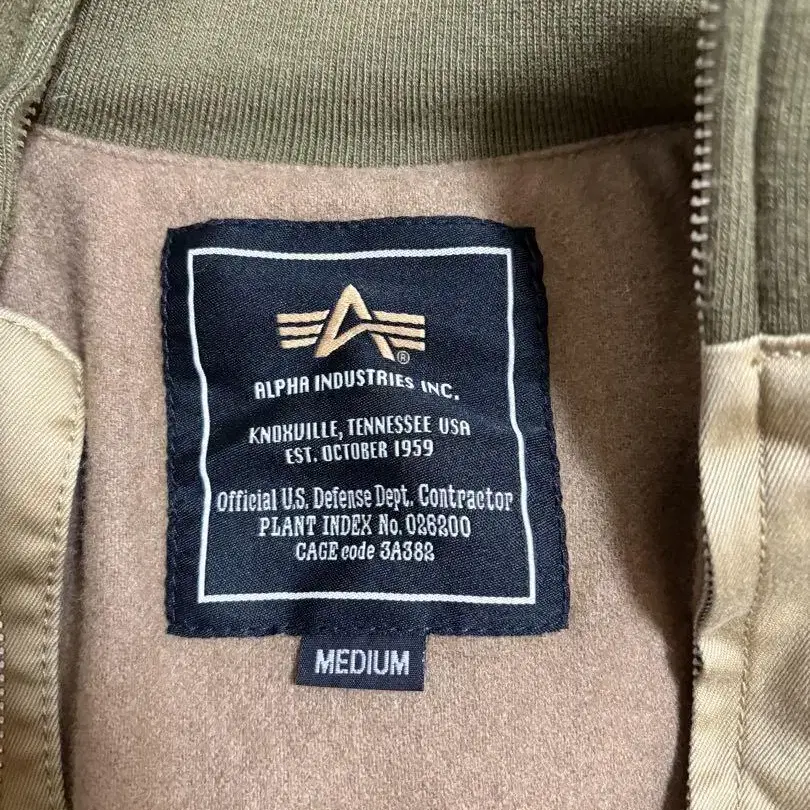 ®
ALPHA INDUSTRIES INC.
KNOXVILLE, TENNESSEE USA
EST. OCTOBER 1959
Official U.S. Defense Dept. Contractor
PLANT INDEX No. 026200
CAGE code 3A382
MEDIUM